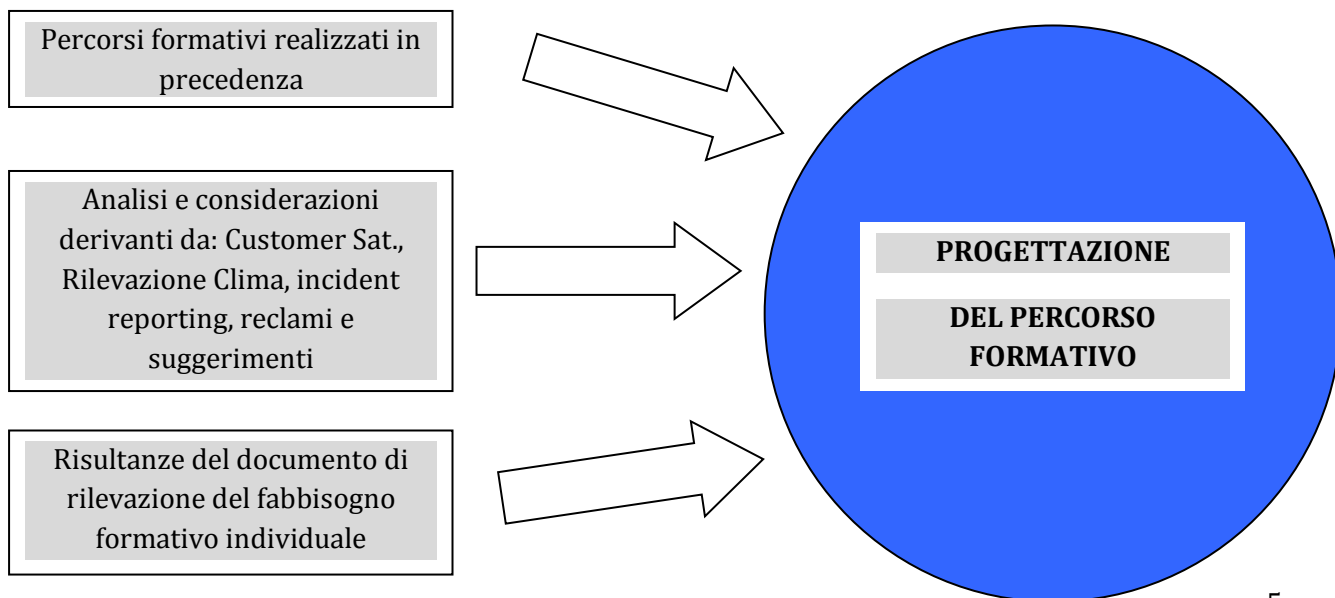 Percorsi formativi realizzati in
precedenza
Analisi e considerazioni
derivanti da: Customer Sat.,
Rilevazione Clima, incident
reporting, reclami e
suggerimenti
Risultanze del documento di
rilevazione del fabbisogno
formativo individuale
PROGETTAZIONE
DEL PERCORSO
FORMATIVO